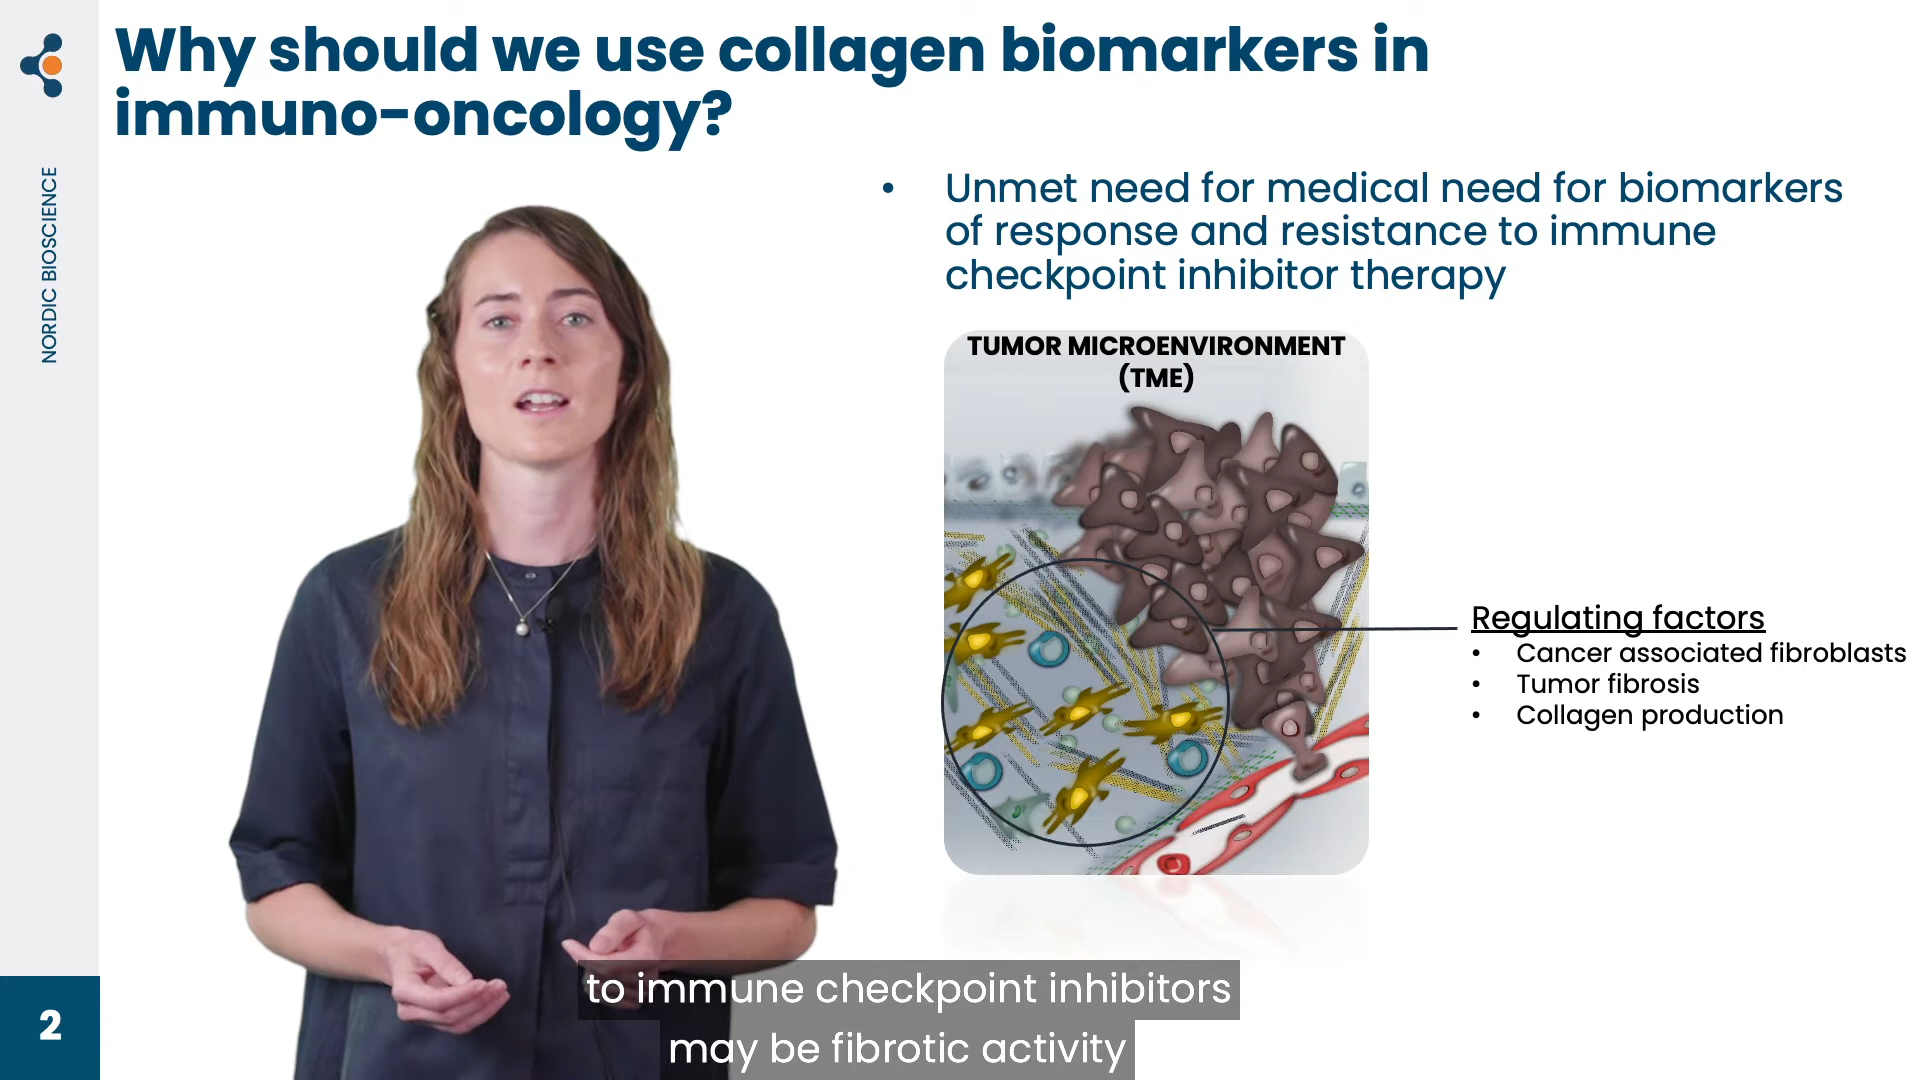 Why should we use collagen biomarkers in
immuno-oncology?
NORDIC BIOSCIENCE
• Unmet need for medical need for biomarkers
of response and resistance to immune
checkpoint inhibitor therapy
TUMOR MICROENVIRONMENT
(TME)
Regulating factors
• Cancer associated fibroblasts
• Tumor fibrosis
• Collagen production
to immune checkpoint inhibitors
may be fibrotic activity
2